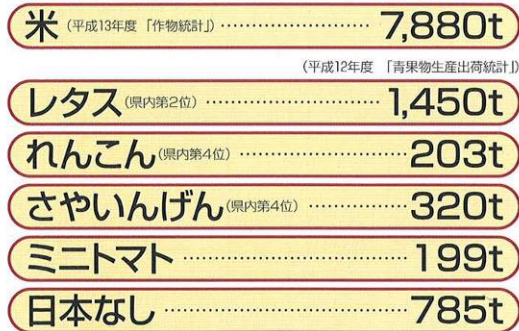 米(平成13年度 「作物統計」)………………7,880t
(平成12年度 「青果物生産出荷統計」)
レタス(県内第2位)………………………1,450t
れんこん(県内第4位)……………………203t
さやいんげん(県内第4位)……………320t
ミニトマト……………………………199t
日本なし………………………………785t